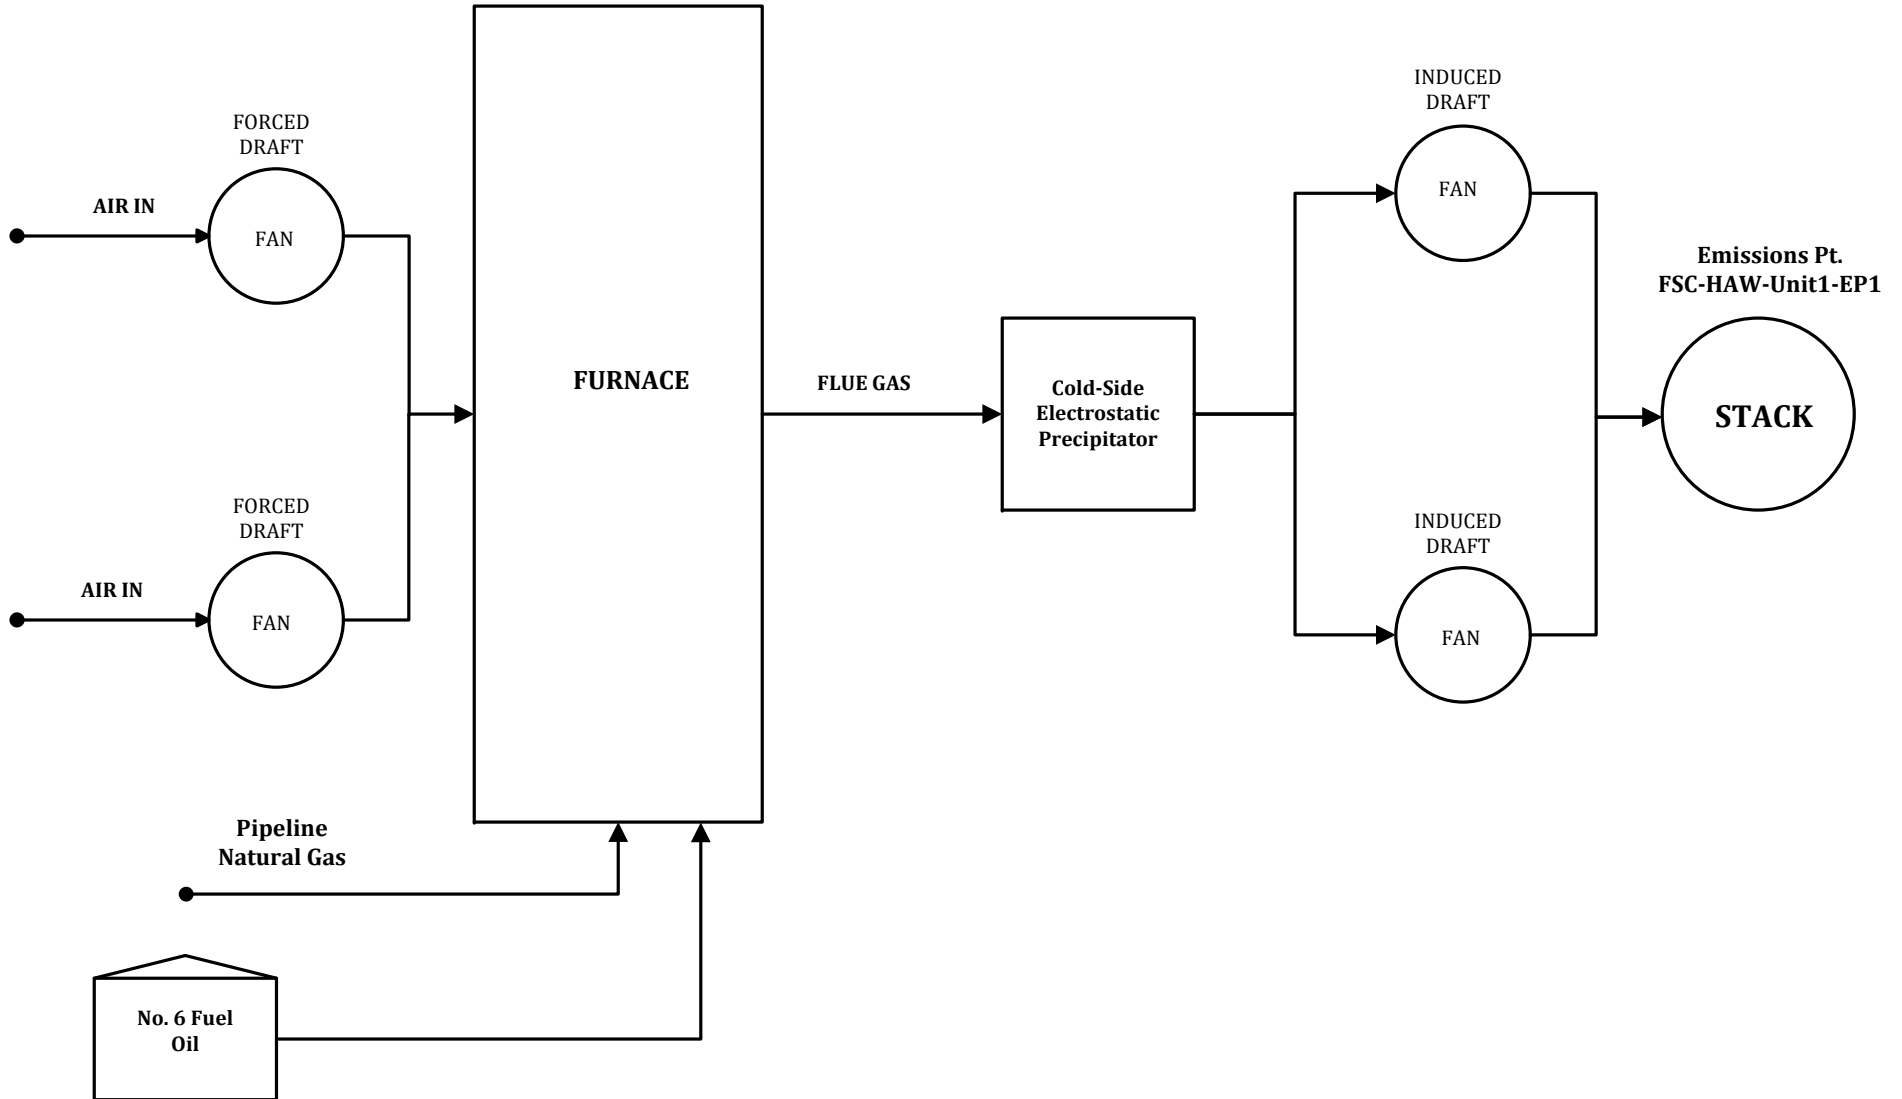 FORCED
DRAFT
AIR IN
FAN
FORCED
DRAFT
AIR IN
FAN
FURNACE
Pipeline
Natural Gas
No. 6 Fuel
Oil
FLUE GAS
Cold-Side
Electrostatic
Precipitator
INDUCED
DRAFT
FAN
INDUCED
DRAFT
FAN
Emissions Pt.
FSC-HAW-Unit1-EP1
STACK